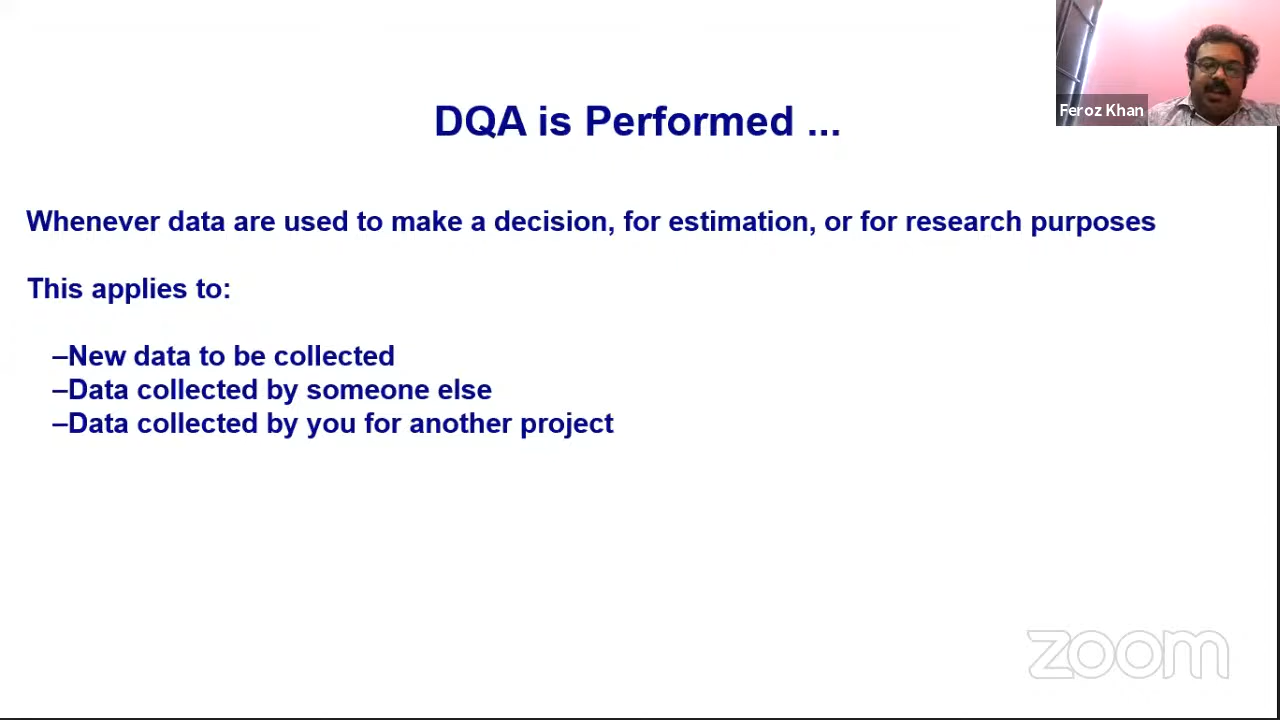 Feroz Khan
DQA is Performed ...
Whenever data are used to make a decision, for estimation, or for research purposes
This applies to:
–New data to be collected
–Data collected by someone else
–Data collected by you for another project
zoom